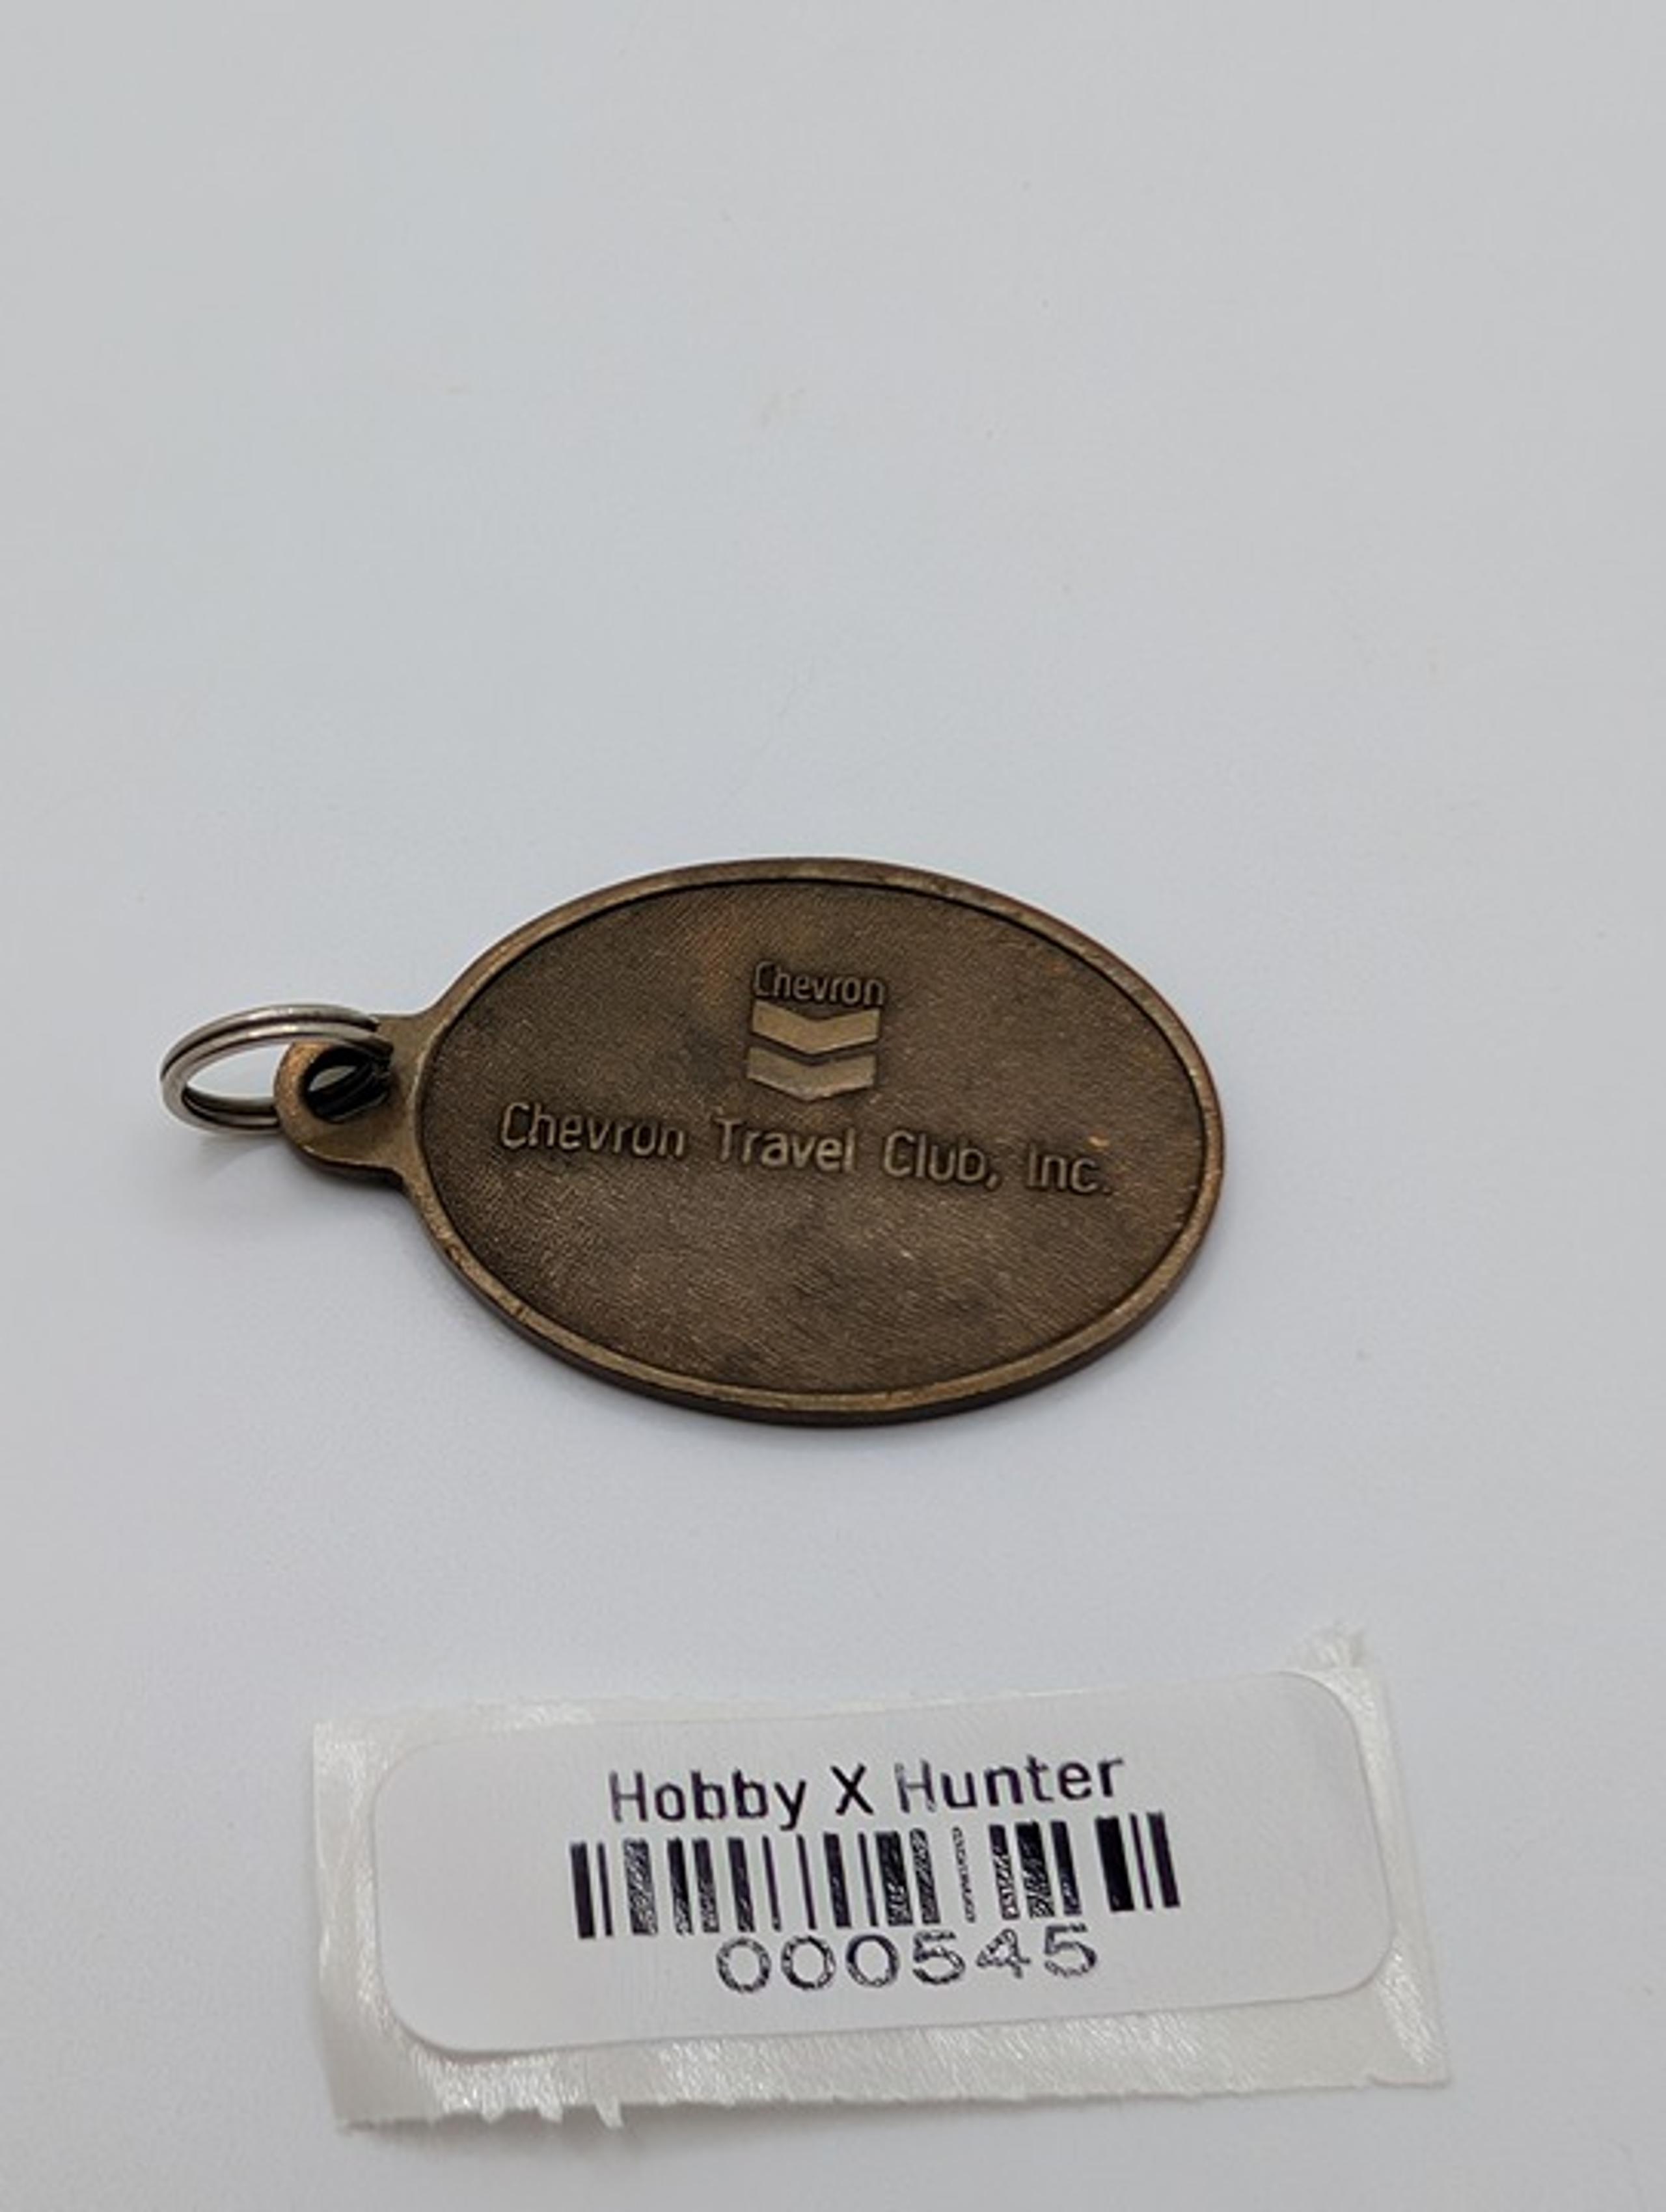 Chevron
Chevron Travel Club, Inc.
Hobby X Hunter
000545